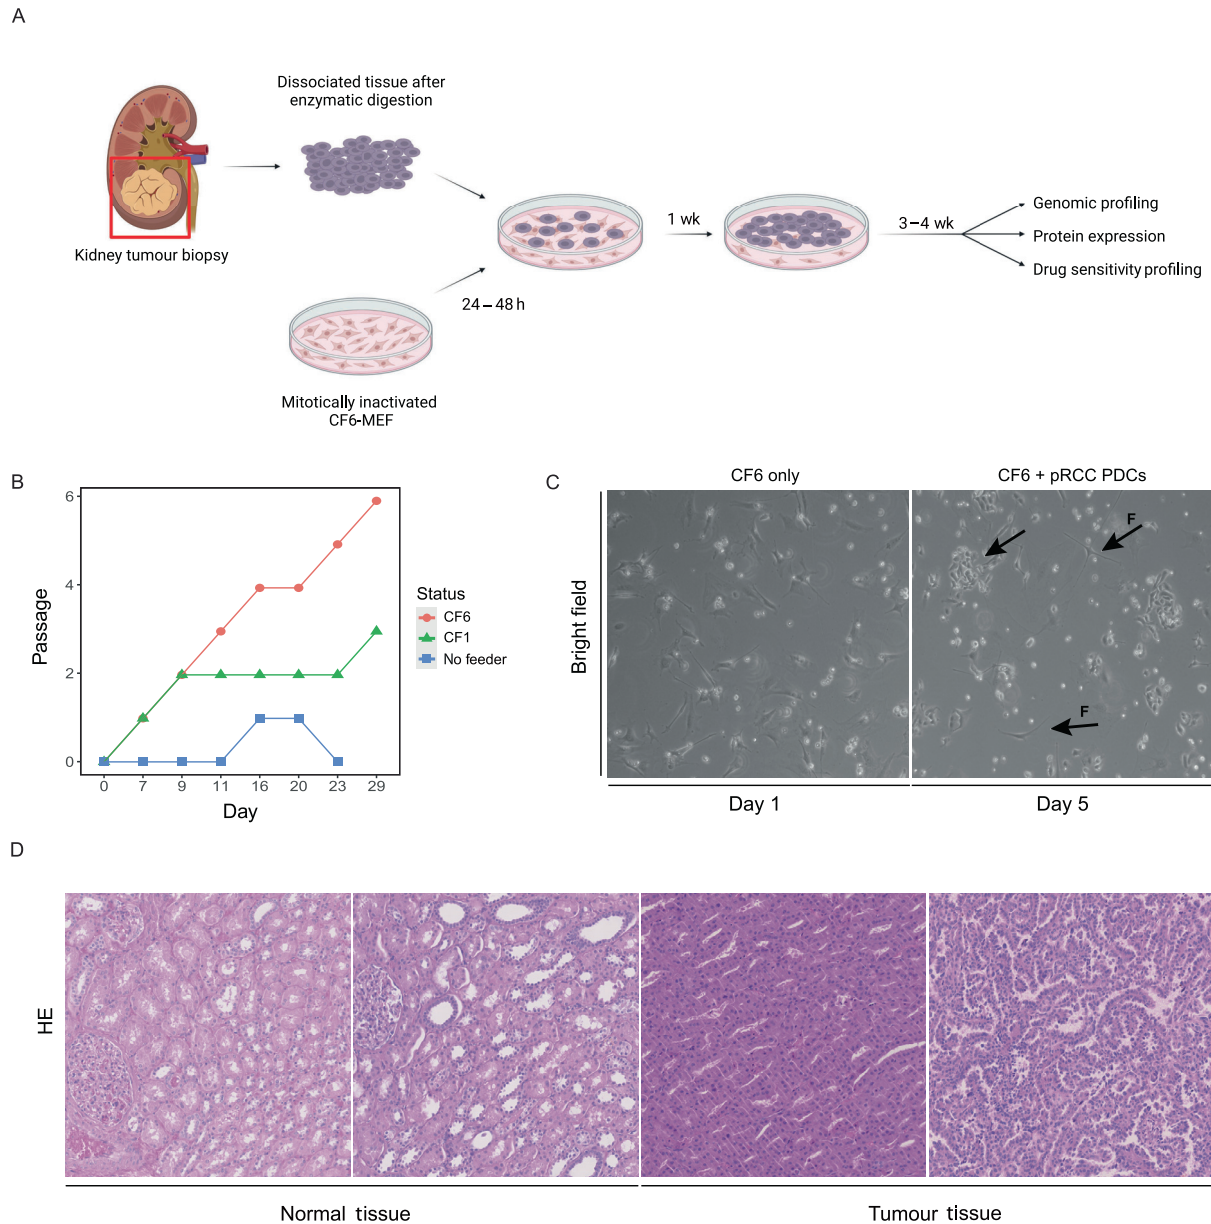 A
Dissociated tissue after
enzymatic digestion
Kidney tumour biopsy
1 wk
3–4 wk
Genomic profiling
Protein expression
Drug sensitivity profiling
24–48 h
Mitotically inactivated
CF6-MEF
B
6
4
2
0
Passage
0 7 9 11 16 20 23 29
Day
Status
CF6
CF1
No feeder
C
CF6 only
CF6 + pRCC PDCs
Bright field
F
F
Day 1
Day 5
D
HE
Normal tissue
Tumour tissue